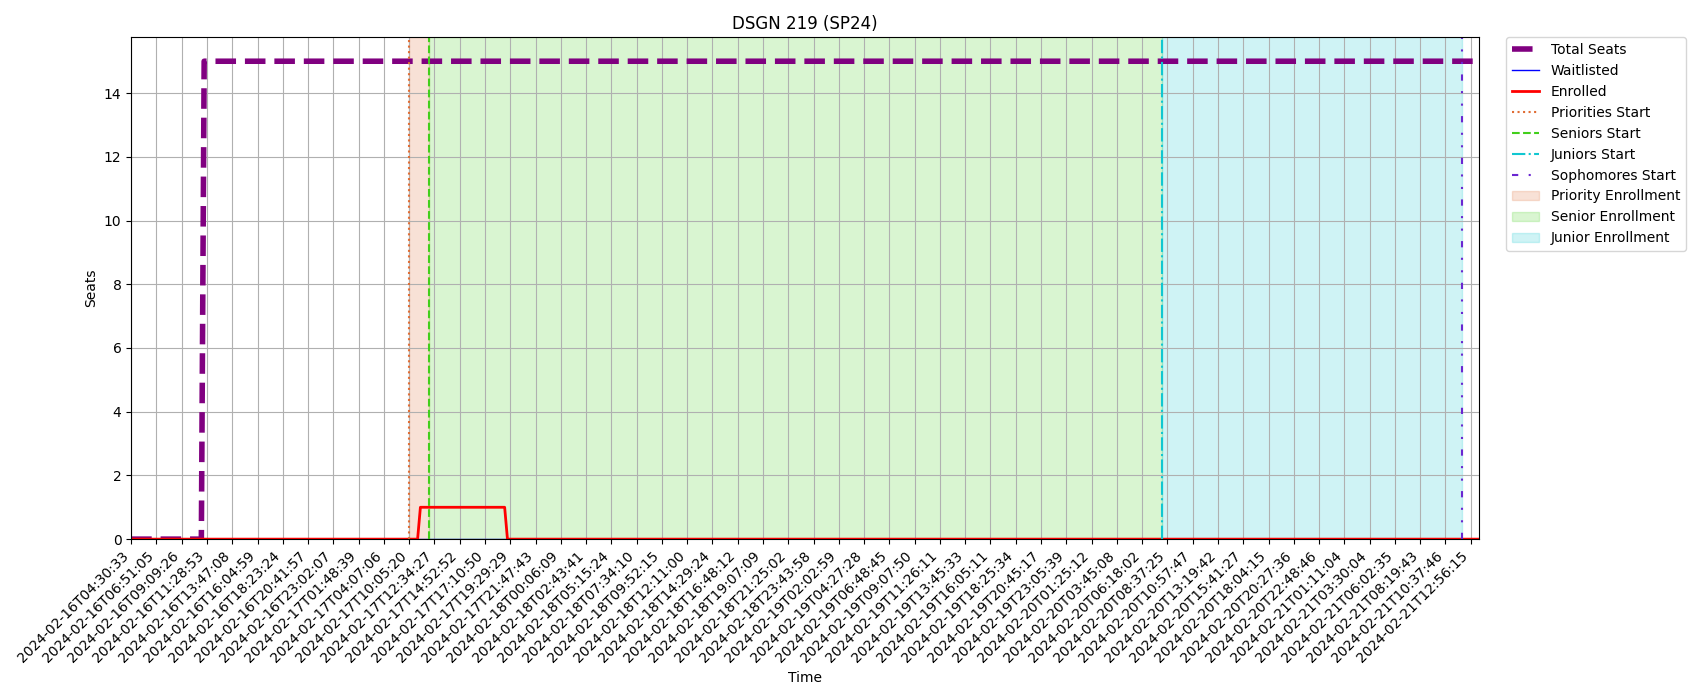 DSGN 219 (SP24)
Total Seats
Waitlisted
Enrolled
Priorities Start
Seniors Start
Juniors Start
Sophomores Start
Priority Enrollment
Senior Enrollment
Junior Enrollment
Seats
14
12
10
8
6
4
2
0
2024-02-16T04:30:33
2024-02-16T06:51:05
2024-02-16T09:09:26
2024-02-16T11:28:53
2024-02-16T13:47:08
2024-02-16T16:04:59
2024-02-16T18:23:24
2024-02-16T20:41:57
2024-02-16T23:02:07
2024-02-17T01:48:39
2024-02-17T04:07:06
2024-02-17T10:05:20
2024-02-17T12:34:27
2024-02-17T14:52:52
2024-02-17T17:10:50
2024-02-17T19:29:29
2024-02-17T21:47:43
2024-02-18T00:06:09
2024-02-18T02:43:41
2024-02-18T05:15:24
2024-02-18T07:34:10
2024-02-18T09:52:15
2024-02-18T12:11:00
2024-02-18T14:29:24
2024-02-18T16:48:12
2024-02-18T19:07:09
2024-02-18T21:25:02
2024-02-18T23:43:58
2024-02-19T02:02:59
2024-02-19T04:27:28
2024-02-19T06:48:45
2024-02-19T09:07:50
2024-02-19T11:26:11
2024-02-19T13:45:33
2024-02-19T16:05:11
2024-02-19T18:25:34
2024-02-19T20:45:17
2024-02-19T23:05:39
2024-02-20T01:25:12
2024-02-20T03:45:08
2024-02-20T06:18:02
2024-02-20T08:37:25
2024-02-20T10:57:47
2024-02-20T13:19:42
2024-02-20T15:41:27
2024-02-20T18:04:15
2024-02-20T20:27:36
2024-02-20T22:48:46
2024-02-21T01:11:04
2024-02-21T03:30:04
2024-02-21T06:02:35
2024-02-21T08:19:43
2024-02-21T10:37:46
2024-02-21T12:56:15
Time